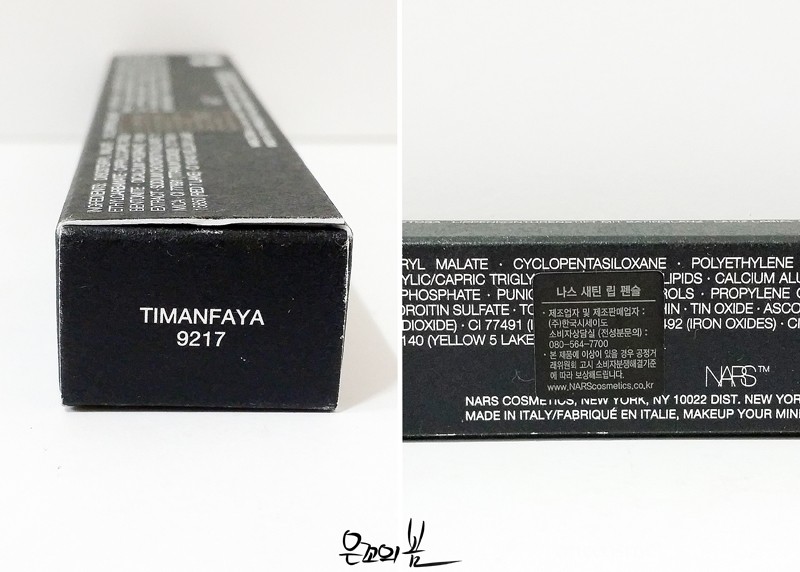 TIMANFAYA
9217
INGREDIENTS:
RYL MALATE · CYCLOPENTASILOXANE · POLYETHYLENE
YLIC/CAPRIC TRIGLY LIPIDS · CALCIUM ALU
PHOSPHATE · PUNIC ROLS · PROPYLENE
DROITIN SULFATE · TO HIN · TIN OXIDE · ASCO
DIOXIDE) · CI 77491 (I 492 (IRON OXIDES) · CI
140 (YELLOW 5 LAKE
나스 새틴 립 펜슬
· 제조업자 및 제조판매업자 :
(주)한국시세이도
소비자상담실 (전성분문의) :
080-564-7700
· 본 제품에 이상이 있을 경우 공정거
래위원회 고시 소비자분쟁해결기준
에 따라 보상해드립니다.
www.NARScosmetics.co.kr
NARS™
NARS COSMETICS, NEW YORK, NY 10022 DIST. NEW YOR
MADE IN ITALY/FABRIQUÉ EN ITALIE, MAKEUP YOUR MIN
은꼬의 봄